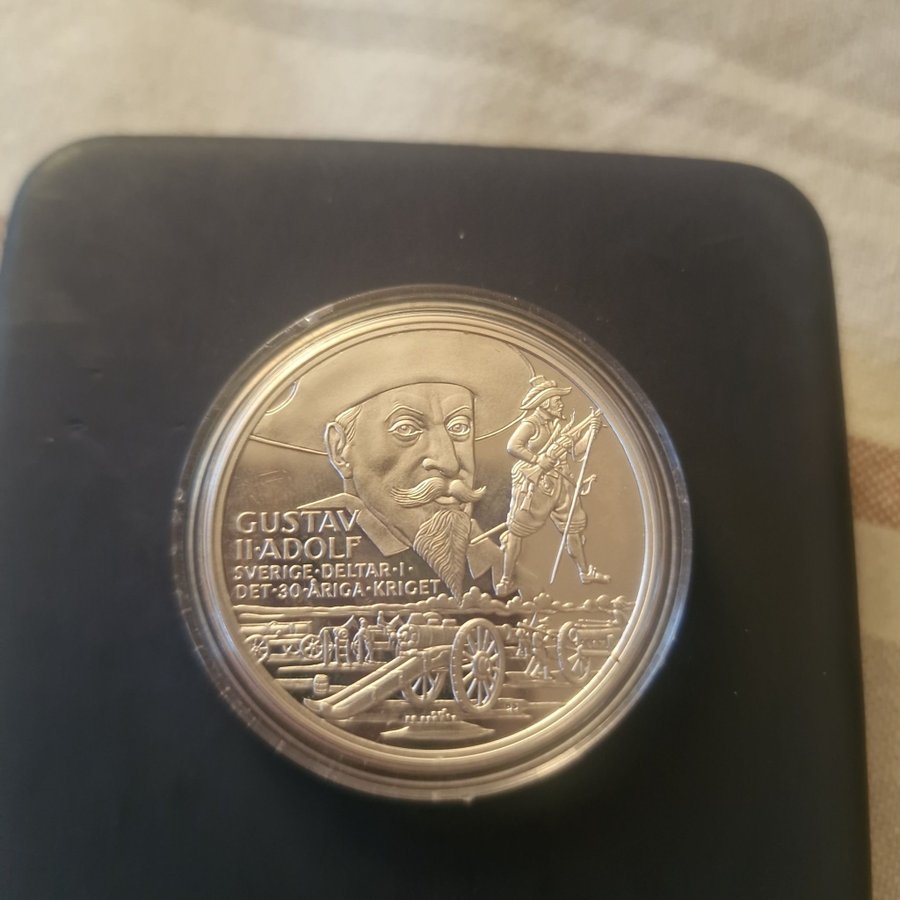 GUSTAV
II·ADOLF
SVERIGE·DELTAR·I·
DET·30·ÅRIGA·KRIGET